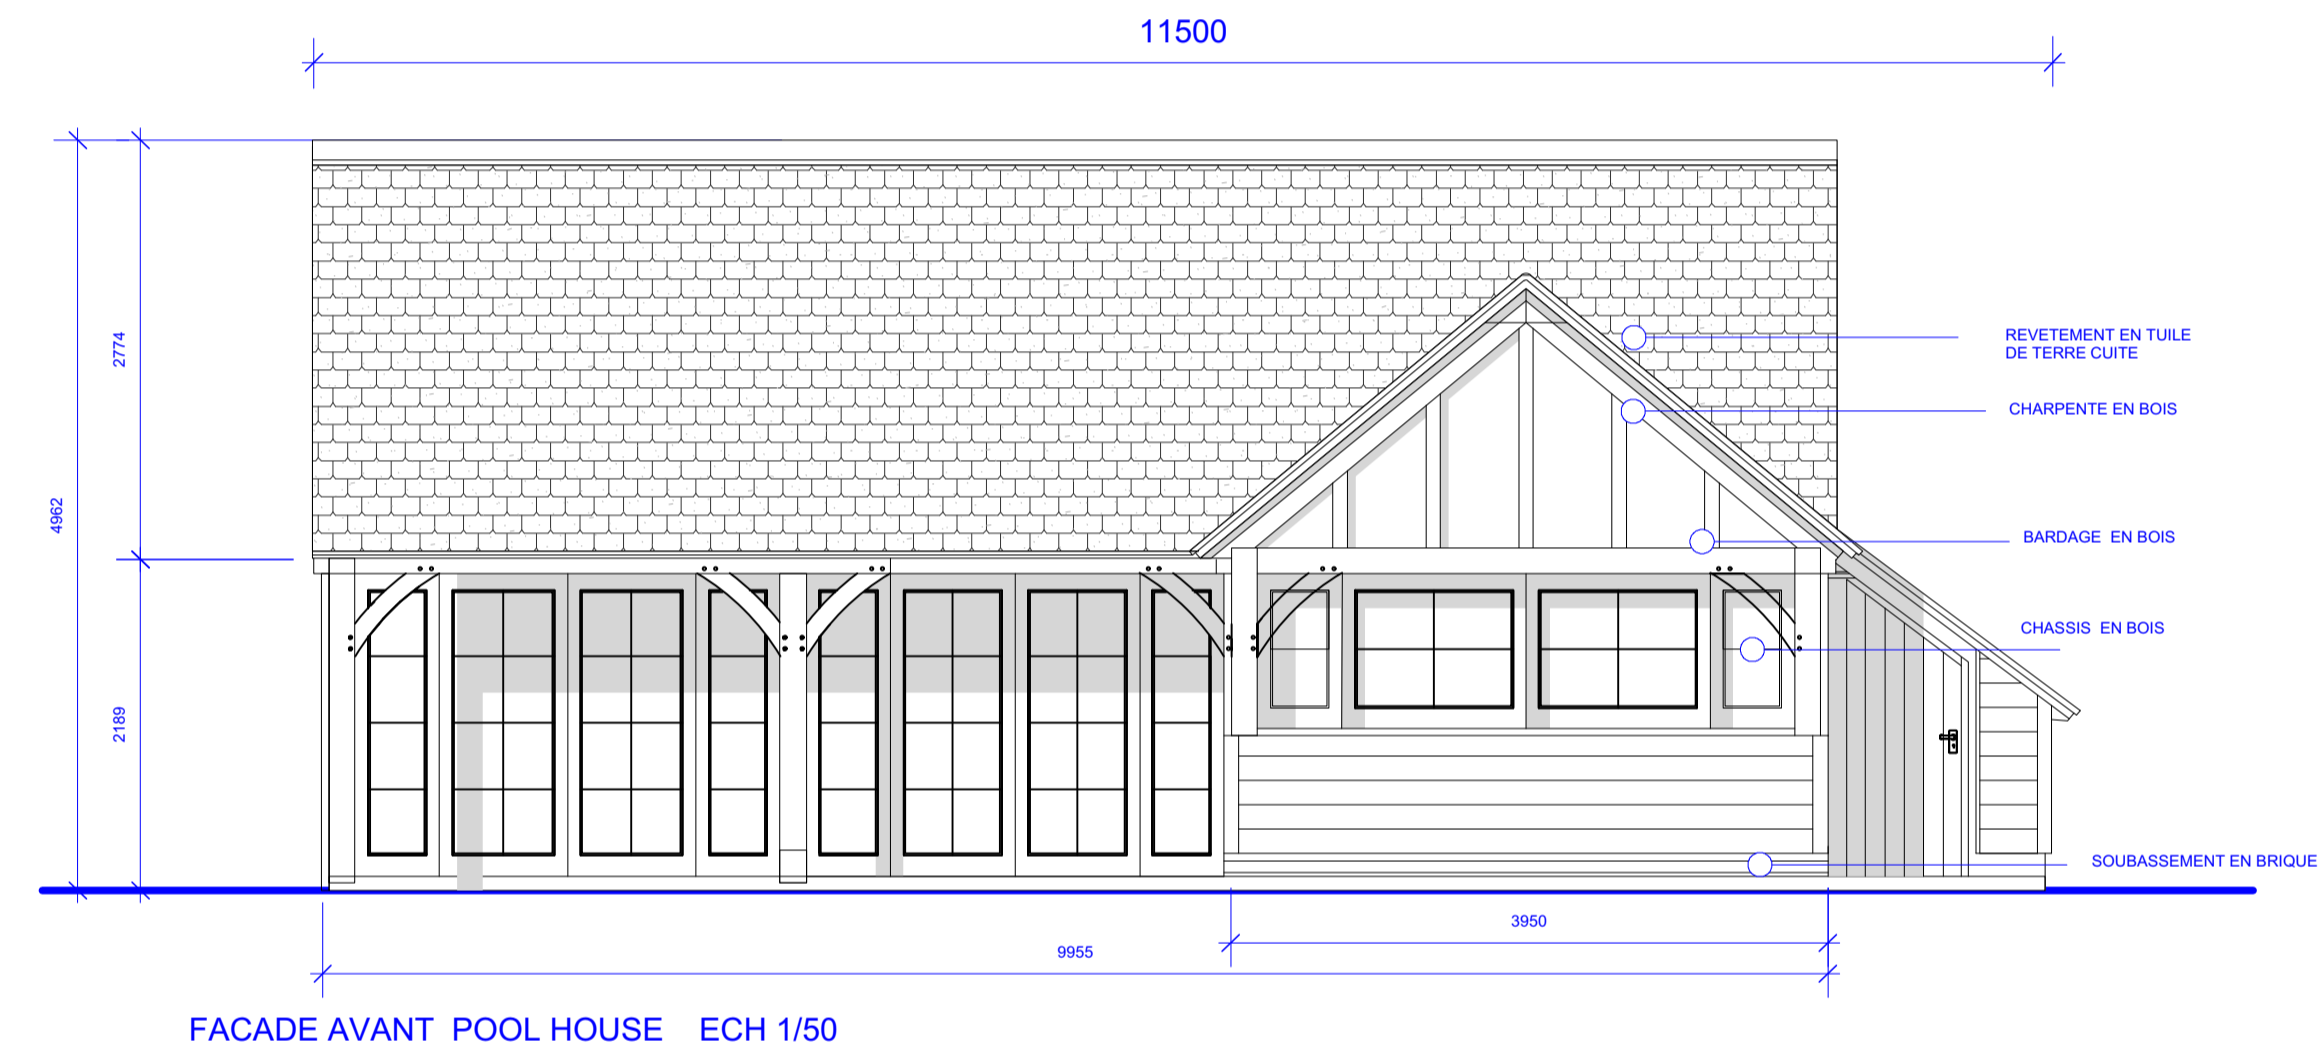 11500
2774
4962
2189
REVETEMENT EN TUILE
DE TERRE CUITE
CHARPENTE EN BOIS
BARDAGE EN BOIS
CHASSIS EN BOIS
SOUBASSEMENT EN BRIQUE
3950
9955
FACADE AVANT POOL HOUSE ECH 1/50